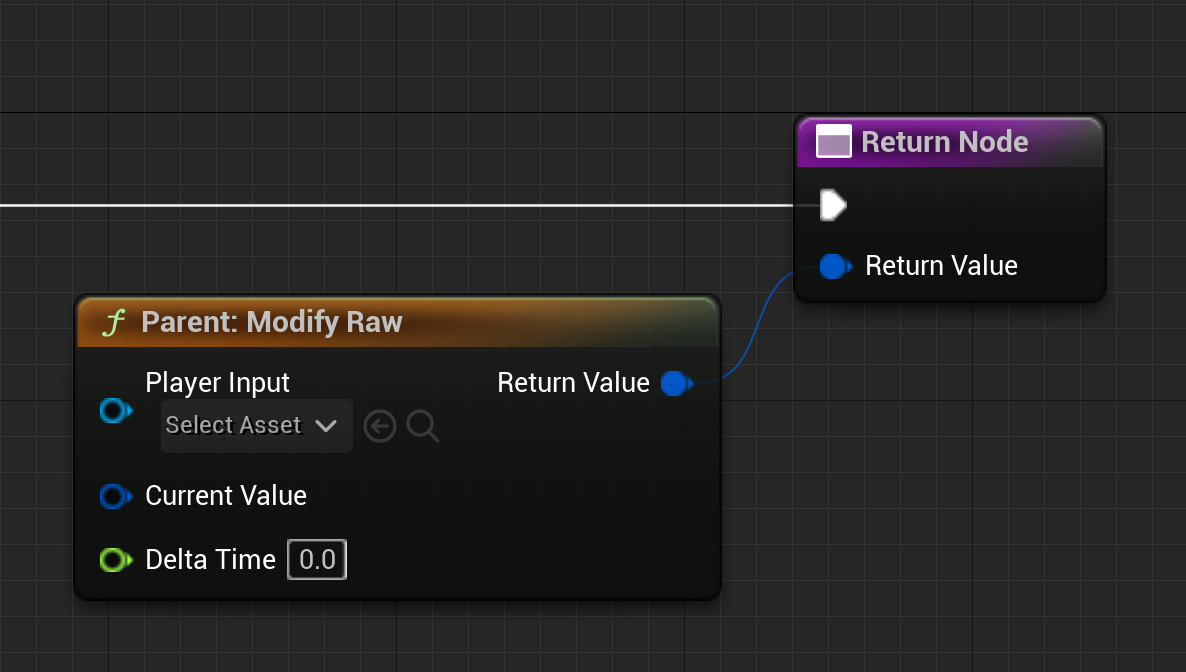 Return Node
Return Value
Parent: Modify Raw
Player Input
Return Value
Select Asset
Current Value
Delta Time 0.0